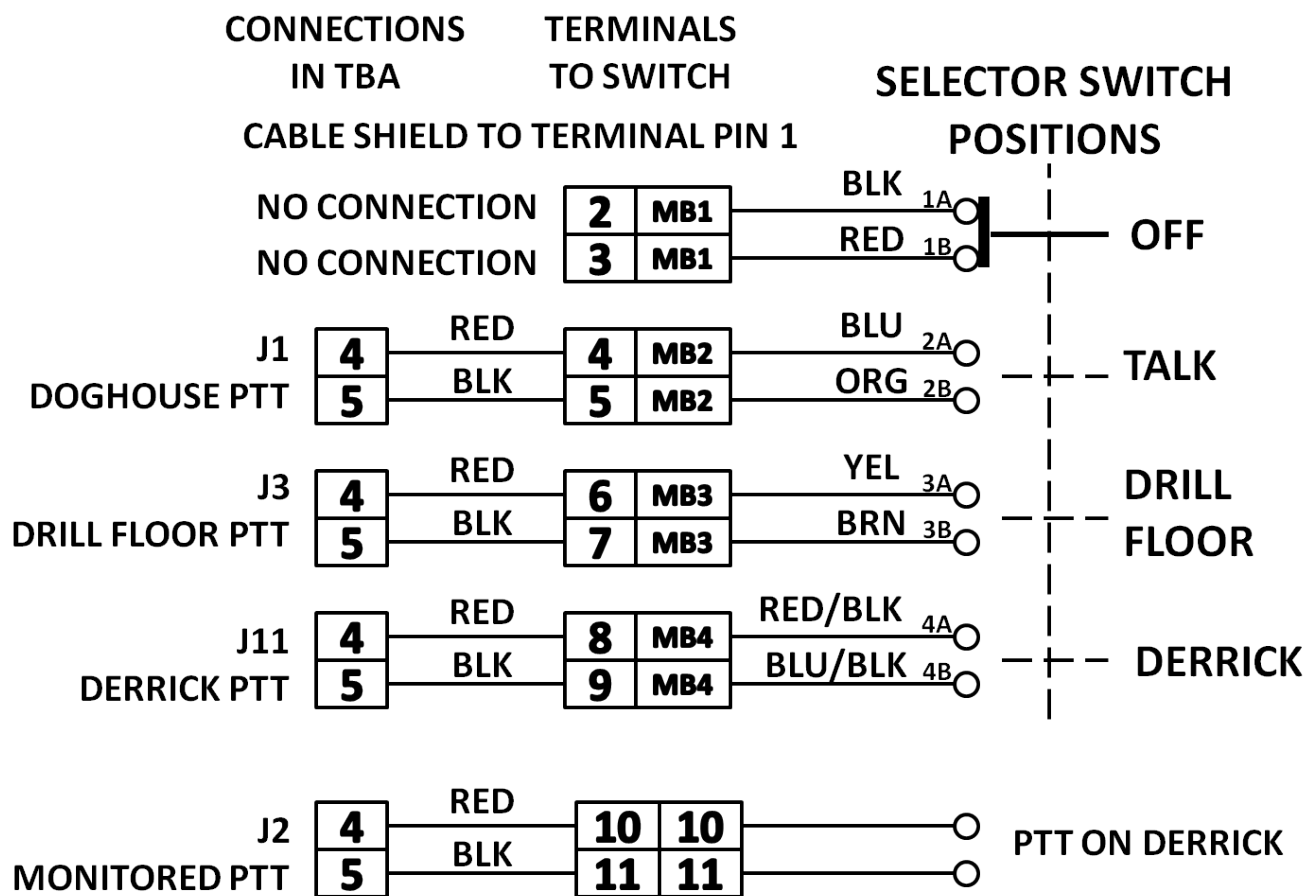 CONNECTIONS IN TBA
TERMINALS TO SWITCH
SELECTOR SWITCH POSITIONS
CABLE SHIELD TO TERMINAL PIN 1
NO CONNECTION 2 MB1 BLK 1A
NO CONNECTION 3 MB1 RED 1B
OFF
J1 4 RED 4 MB2 BLU 2A
DOGHOUSE PTT 5 BLK 5 MB2 ORG 2B
TALK
J3 4 RED 6 MB3 YEL 3A
DRILL FLOOR PTT 5 BLK 7 MB3 BRN 3B
DRILL
FLOOR
J11 4 RED 8 MB4 RED/BLK 4A
DERRICK PTT 5 BLK 9 MB4 BLU/BLK 4B
DERRICK
J2 4 RED 10 10
MONITORED PTT 5 BLK 11 11
PTT ON DERRICK